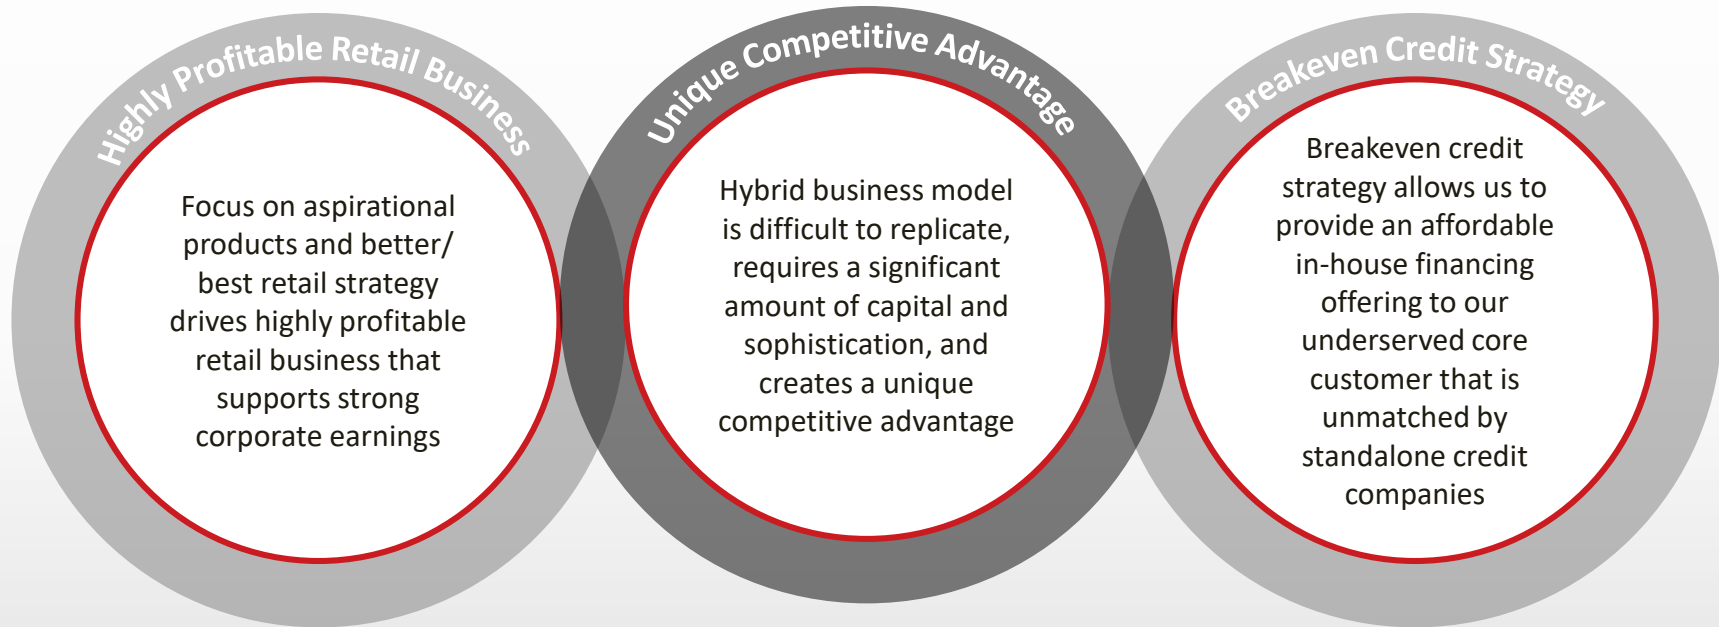 Highly Profitable Retail Business
Focus on aspirational
products and better/
best retail strategy
drives highly profitable
retail business that
supports strong
corporate earnings
Unique Competitive Advantage
Hybrid business model
is difficult to replicate,
requires a significant
amount of capital and
sophistication, and
creates a unique
competitive advantage
Breakeven Credit Strategy
Breakeven credit
strategy allows us to
provide an affordable
in-house financing
offering to our
underserved core
customer that is
unmatched by
standalone credit
companies